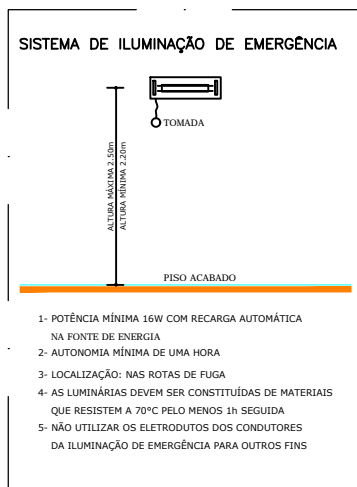 SISTEMA DE ILUMINAÇÃO DE EMERGÊNCIA
TOMADA
ALTURA MÁXIMA 2.50m
ALTURA MÍNIMA 2.20m
PISO ACABADO
1- POTÊNCIA MÍNIMA 16W COM RECARGA AUTOMÁTICA
NA FONTE DE ENERGIA
2- AUTONOMIA MÍNIMA DE UMA HORA
3- LOCALIZAÇÃO: NAS ROTAS DE FUGA
4- AS LUMINÁRIAS DEVEM SER CONSTITUÍDAS DE MATERIAIS
QUE RESISTEM A 70°C PELO MENOS 1h SEGUIDA
5- NÃO UTILIZAR OS ELETRODUTOS DOS CONDUTORES
DA ILUMINAÇÃO DE EMERGÊNCIA PARA OUTROS FINS